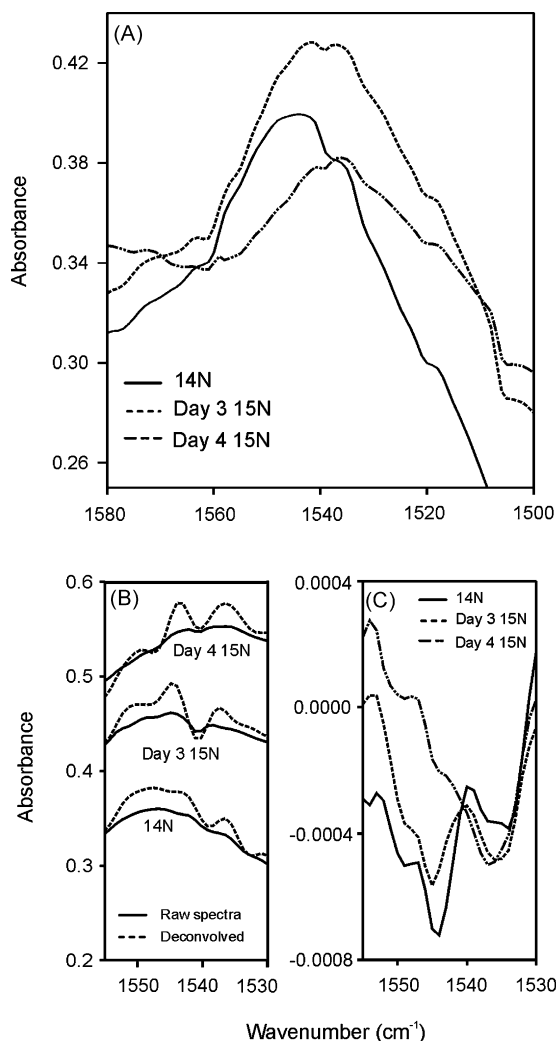 (A)
0.42
0.38
0.34
0.30
0.26
Absorbance
14N
Day 3 15N
Day 4 15N
1580
1560
1540
1520
1500
(B)
0.6
0.5
0.4
0.3
0.2
Absorbance
Day 4 15N
Day 3 15N
14N
Raw spectra
Deconvolved
1550
1540
1530
(C)
0.0004
0.0000
-0.0004
-0.0008
14N
Day 3 15N
Day 4 15N
1550
1540
1530
Wavenumber (cm⁻¹)